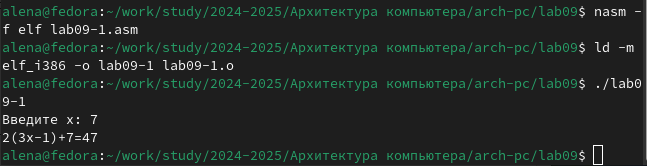 alena@fedora:~/work/study/2024-2025/Архитектура компьютера/arch-pc/lab09$ nasm -
f elf lab09-1.asm
alena@fedora:~/work/study/2024-2025/Архитектура компьютера/arch-pc/lab09$ ld -m
elf_i386 -o lab09-1 lab09-1.o
alena@fedora:~/work/study/2024-2025/Архитектура компьютера/arch-pc/lab09$ ./lab0
9-1
Введите x: 7
2(3x-1)+7=47
alena@fedora:~/work/study/2024-2025/Архитектура компьютера/arch-pc/lab09$